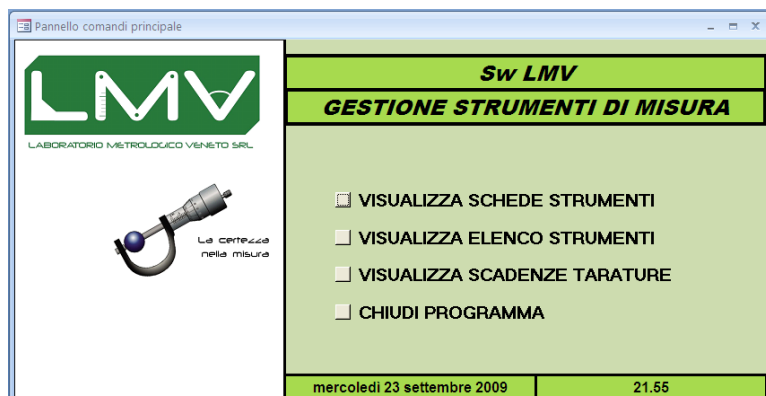 Pannello comandi principale
LMV
LABORATORIO METROLOGICO VENETO SRL
La certezza
nella misura
Sw LMV
GESTIONE STRUMENTI DI MISURA
VISUALIZZA SCHEDE STRUMENTI
VISUALIZZA ELENCO STRUMENTI
VISUALIZZA SCADENZE TARATURE
CHIUDI PROGRAMMA
mercoledì 23 settembre 2009
21.55